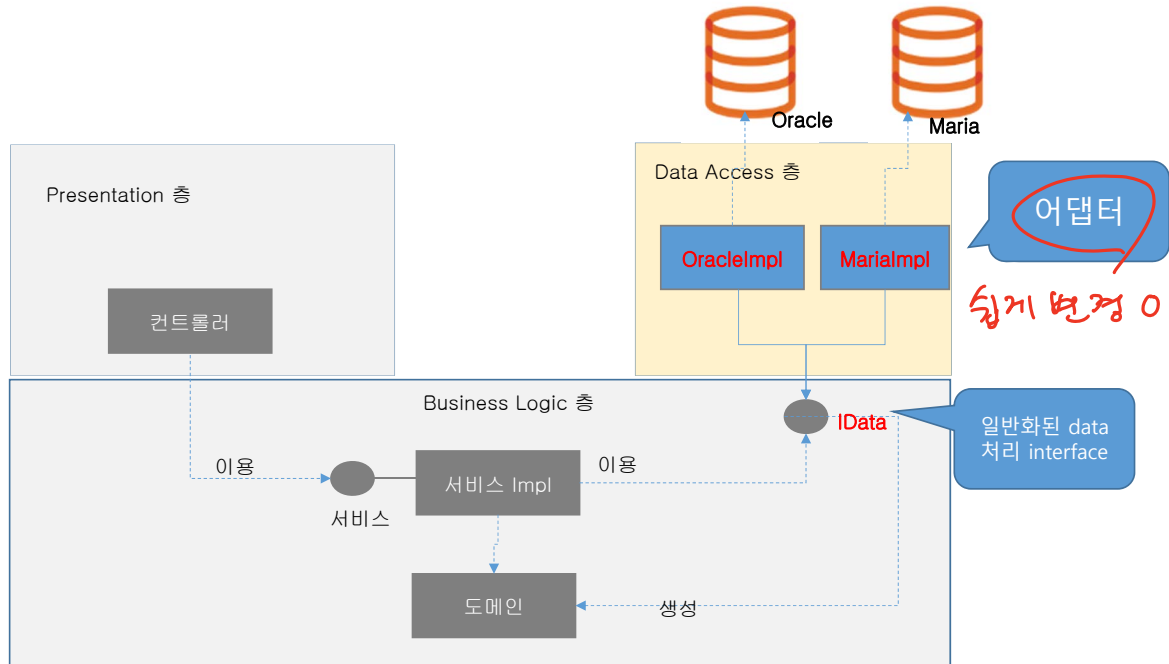 Oracle
Maria
Presentation 층
Data Access 층
어댑터
OracleImpl
MariaImpl
쉽게 변경 O
컨트롤러
Business Logic 층
IData
일반화된 data
처리 interface
이용
이용
서비스 Impl
서비스
도메인
생성